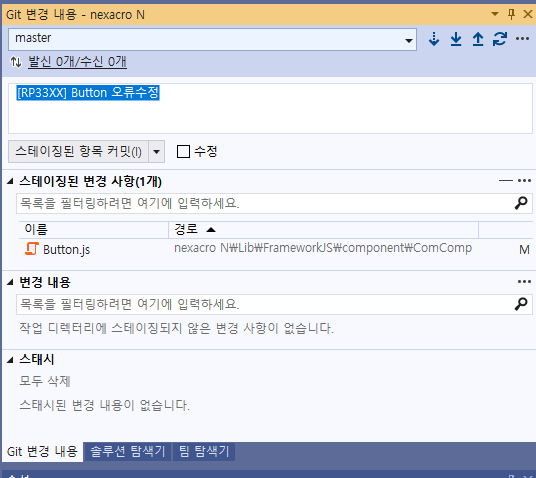 Git 변경 내용 - nexacro N
master
발신 0개/수신 0개
[RP33XX] Button 오류수정
스테이징된 항목 커밋(I)
수정
스테이징된 변경 사항(1개)
목록을 필터링하려면 여기에 입력하세요.
이름 경로
Button.js nexacro N₩Lib₩FrameworkJS₩component₩ComComp M
변경 내용
목록을 필터링하려면 여기에 입력하세요.
작업 디렉터리에 스테이징되지 않은 변경 사항이 없습니다.
스태시
모두 삭제
스태시된 변경 내용이 없습니다.
Git 변경 내용 솔루션 탐색기 팀 탐색기